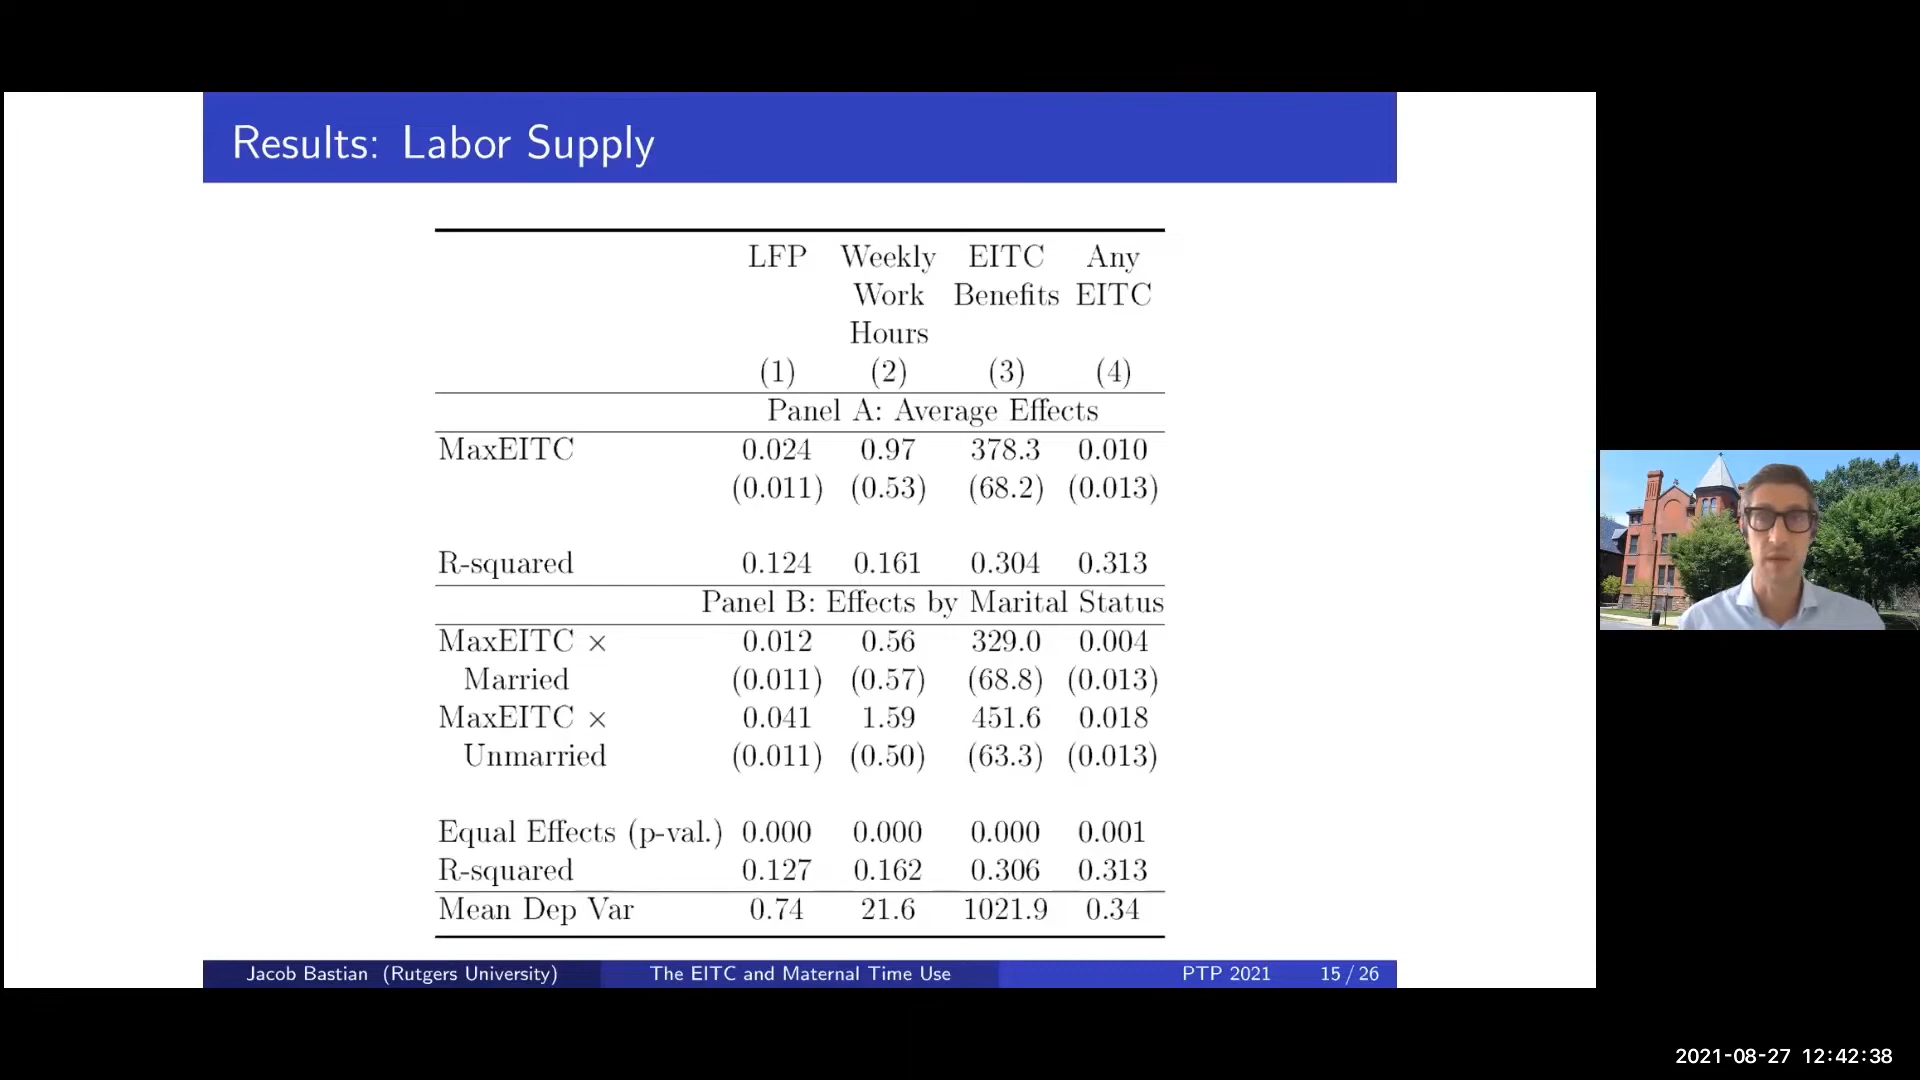 Results: Labor Supply
LFP Weekly EITC Any
Work Benefits EITC
Hours
(1) (2) (3) (4)
Panel A: Average Effects
MaxEITC 0.024 0.97 378.3 0.010
(0.011) (0.53) (68.2) (0.013)
R-squared 0.124 0.161 0.304 0.313
Panel B: Effects by Marital Status
MaxEITC × 0.012 0.56 329.0 0.004
Married (0.011) (0.57) (68.8) (0.013)
MaxEITC × 0.041 1.59 451.6 0.018
Unmarried (0.011) (0.50) (63.3) (0.013)
Equal Effects (p-val.) 0.000 0.000 0.000 0.001
R-squared 0.127 0.162 0.306 0.313
Mean Dep Var 0.74 21.6 1021.9 0.34
Jacob Bastian (Rutgers University) The EITC and Maternal Time Use PTP 2021 15 / 26
2021-08-27 12:42:38